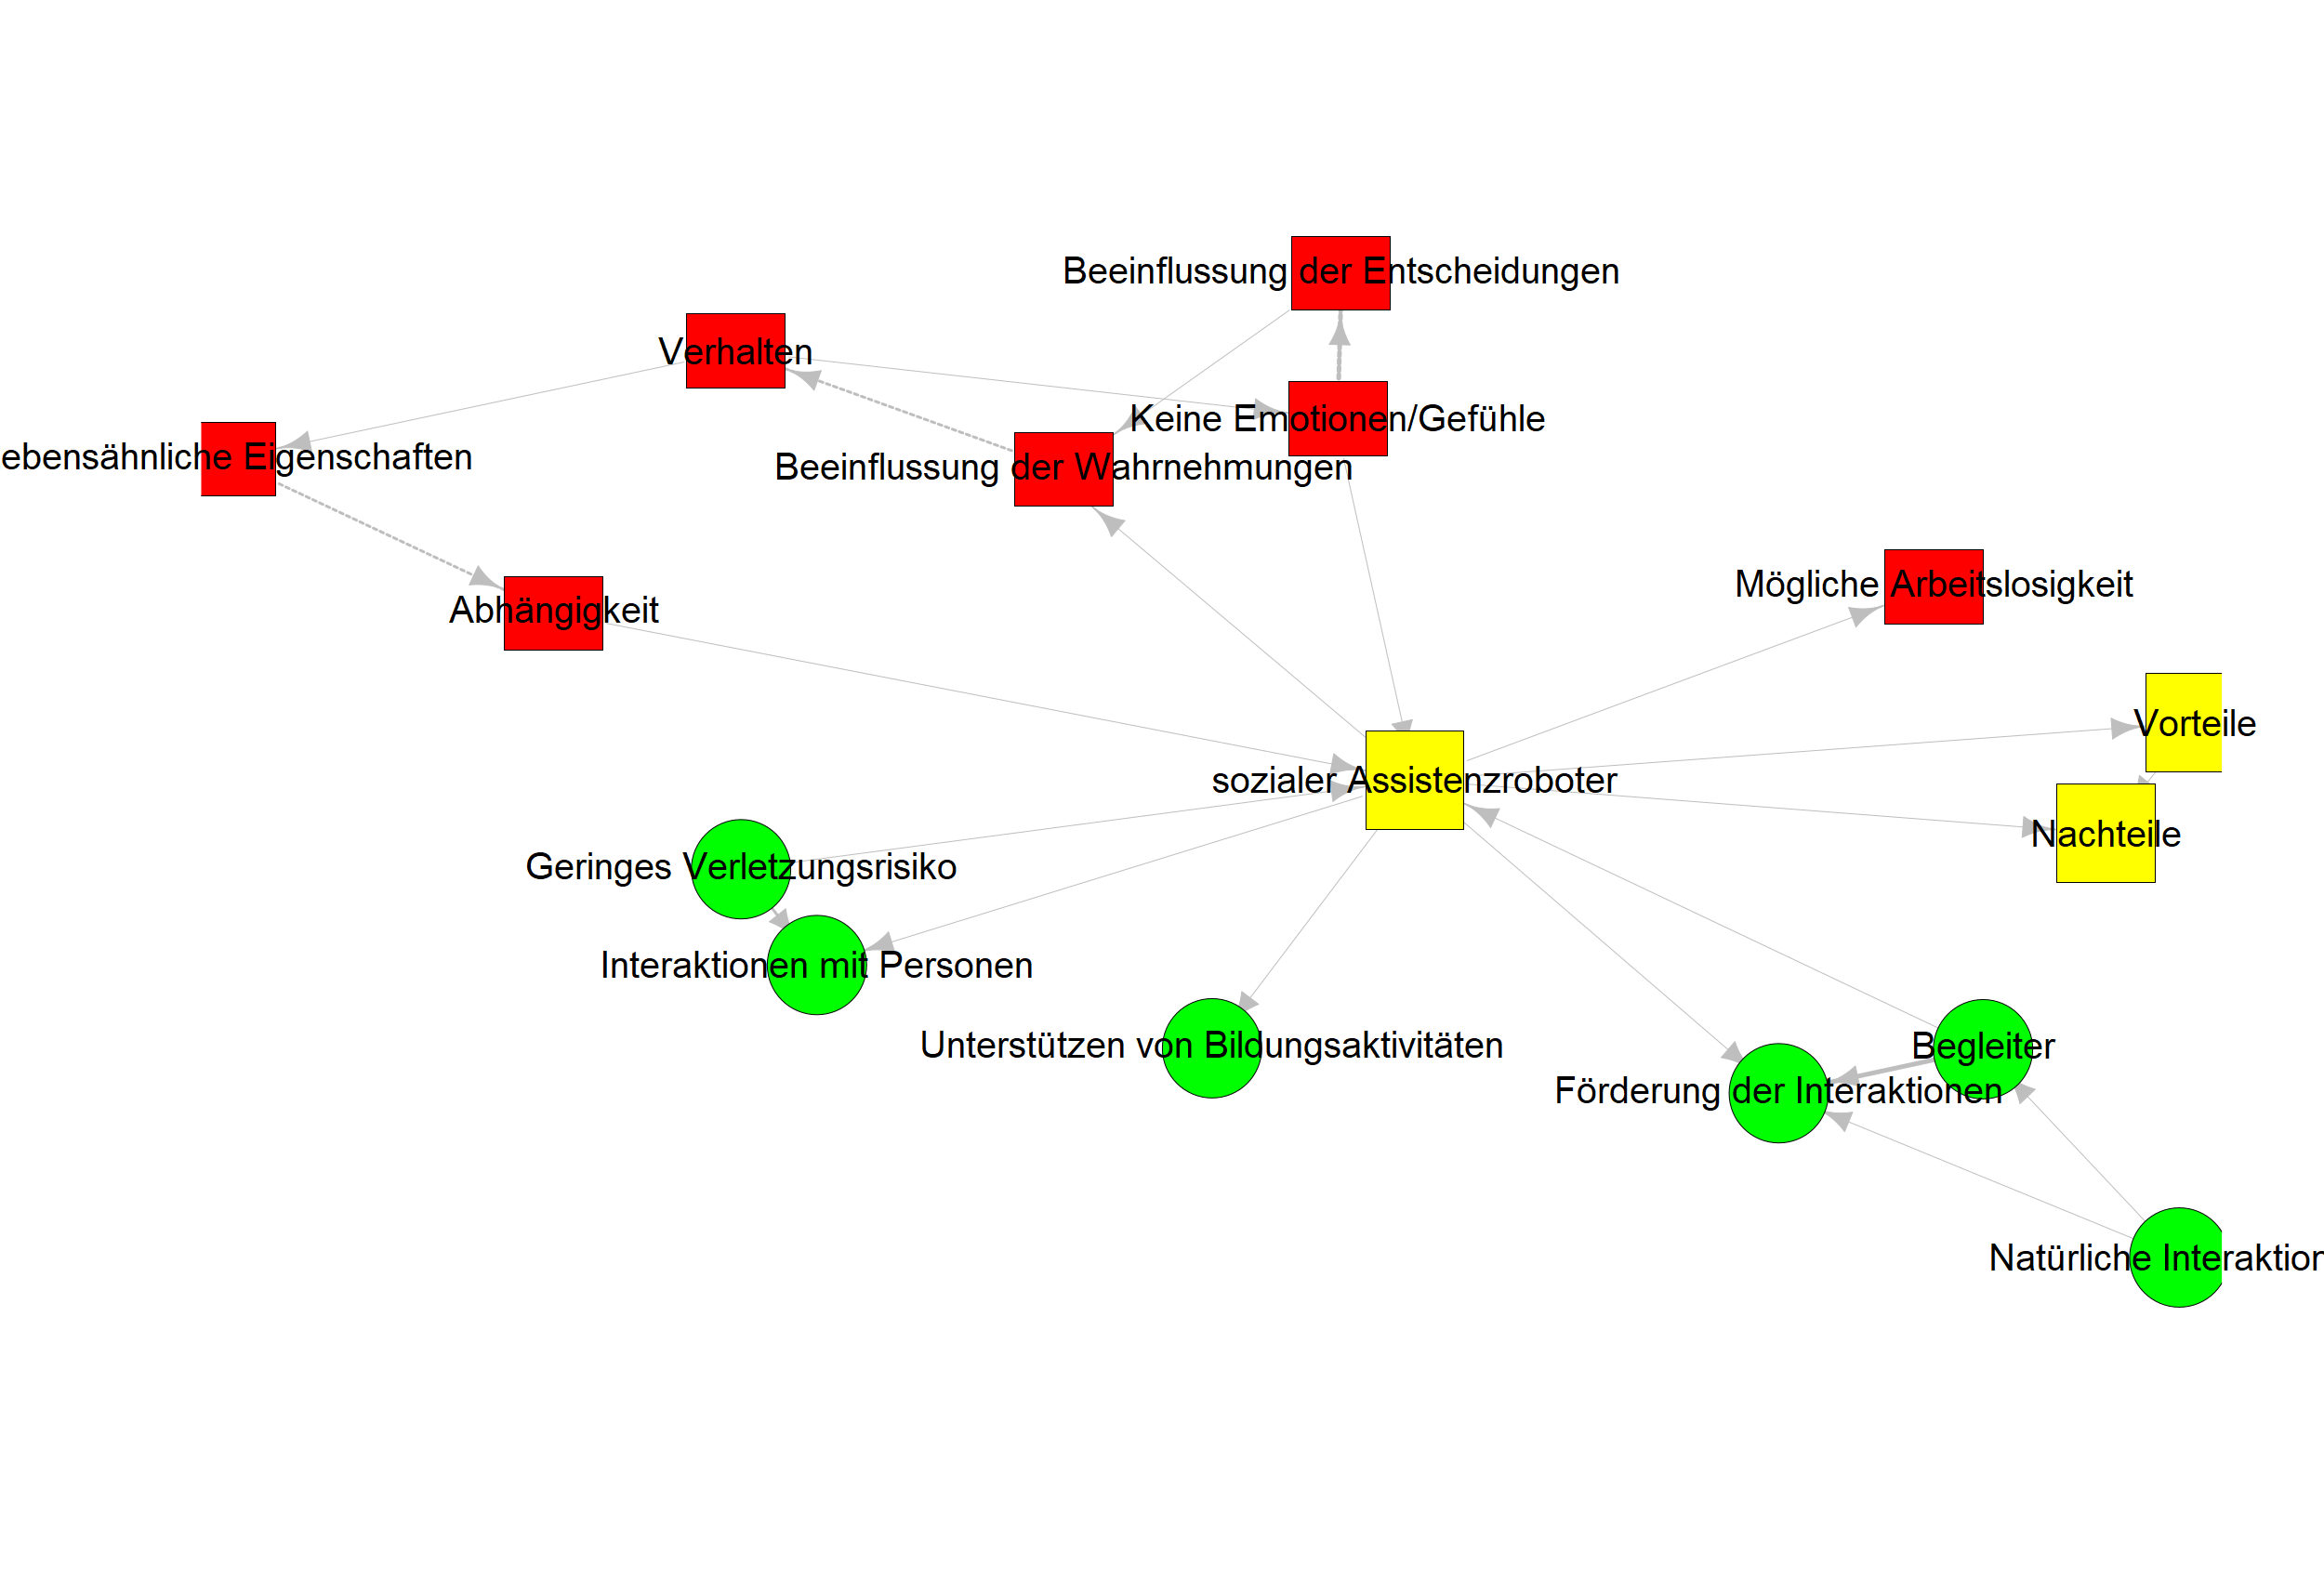 Beeinflussung der Entscheidungen
Verhalten
Keine Emotionen/Gefühle
ebensähnliche Eigenschaften
Beeinflussung der Wahrnehmungen
Mögliche Arbeitslosigkeit
Abhängigkeit
Vorteile
sozialer Assistenzroboter
Nachteile
Geringes Verletzungsrisiko
Interaktionen mit Personen
Unterstützen von Bildungsaktivitäten
Begleiter
Förderung der Interaktionen
Natürliche Interaktion